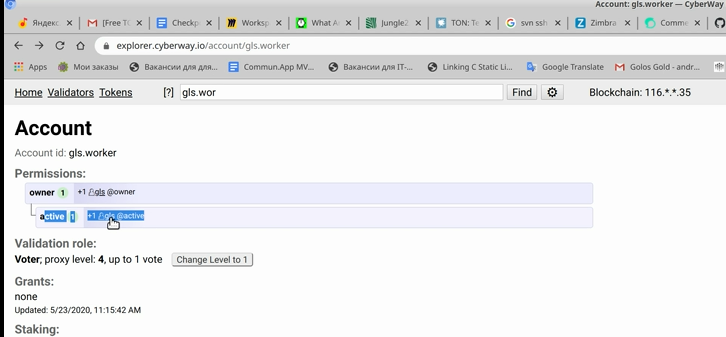 Account: gls.worker — CyberWay
Яндекс
[Free T
Checkp
Worksp
What A
Jungle2
TON: Te
svn ssh
Zimbra
Comme
explorer.cyberway.io/account/gls.worker
Apps Мои заказы Вакансии для для... Commun.App MV... Вакансии для IT-... Linking C Static Li... Google Translate Golos Gold - andr...
Home Validators Tokens [?] gls.wor Find Blockchain: 116.*.*.35
Account
Account id: gls.worker
Permissions:
owner 1 +1 gls @owner
active 1 +1 gls @active
Validation role:
Voter; proxy level: 4, up to 1 vote Change Level to 1
Grants:
none
Updated: 5/23/2020, 11:15:42 AM
Staking: